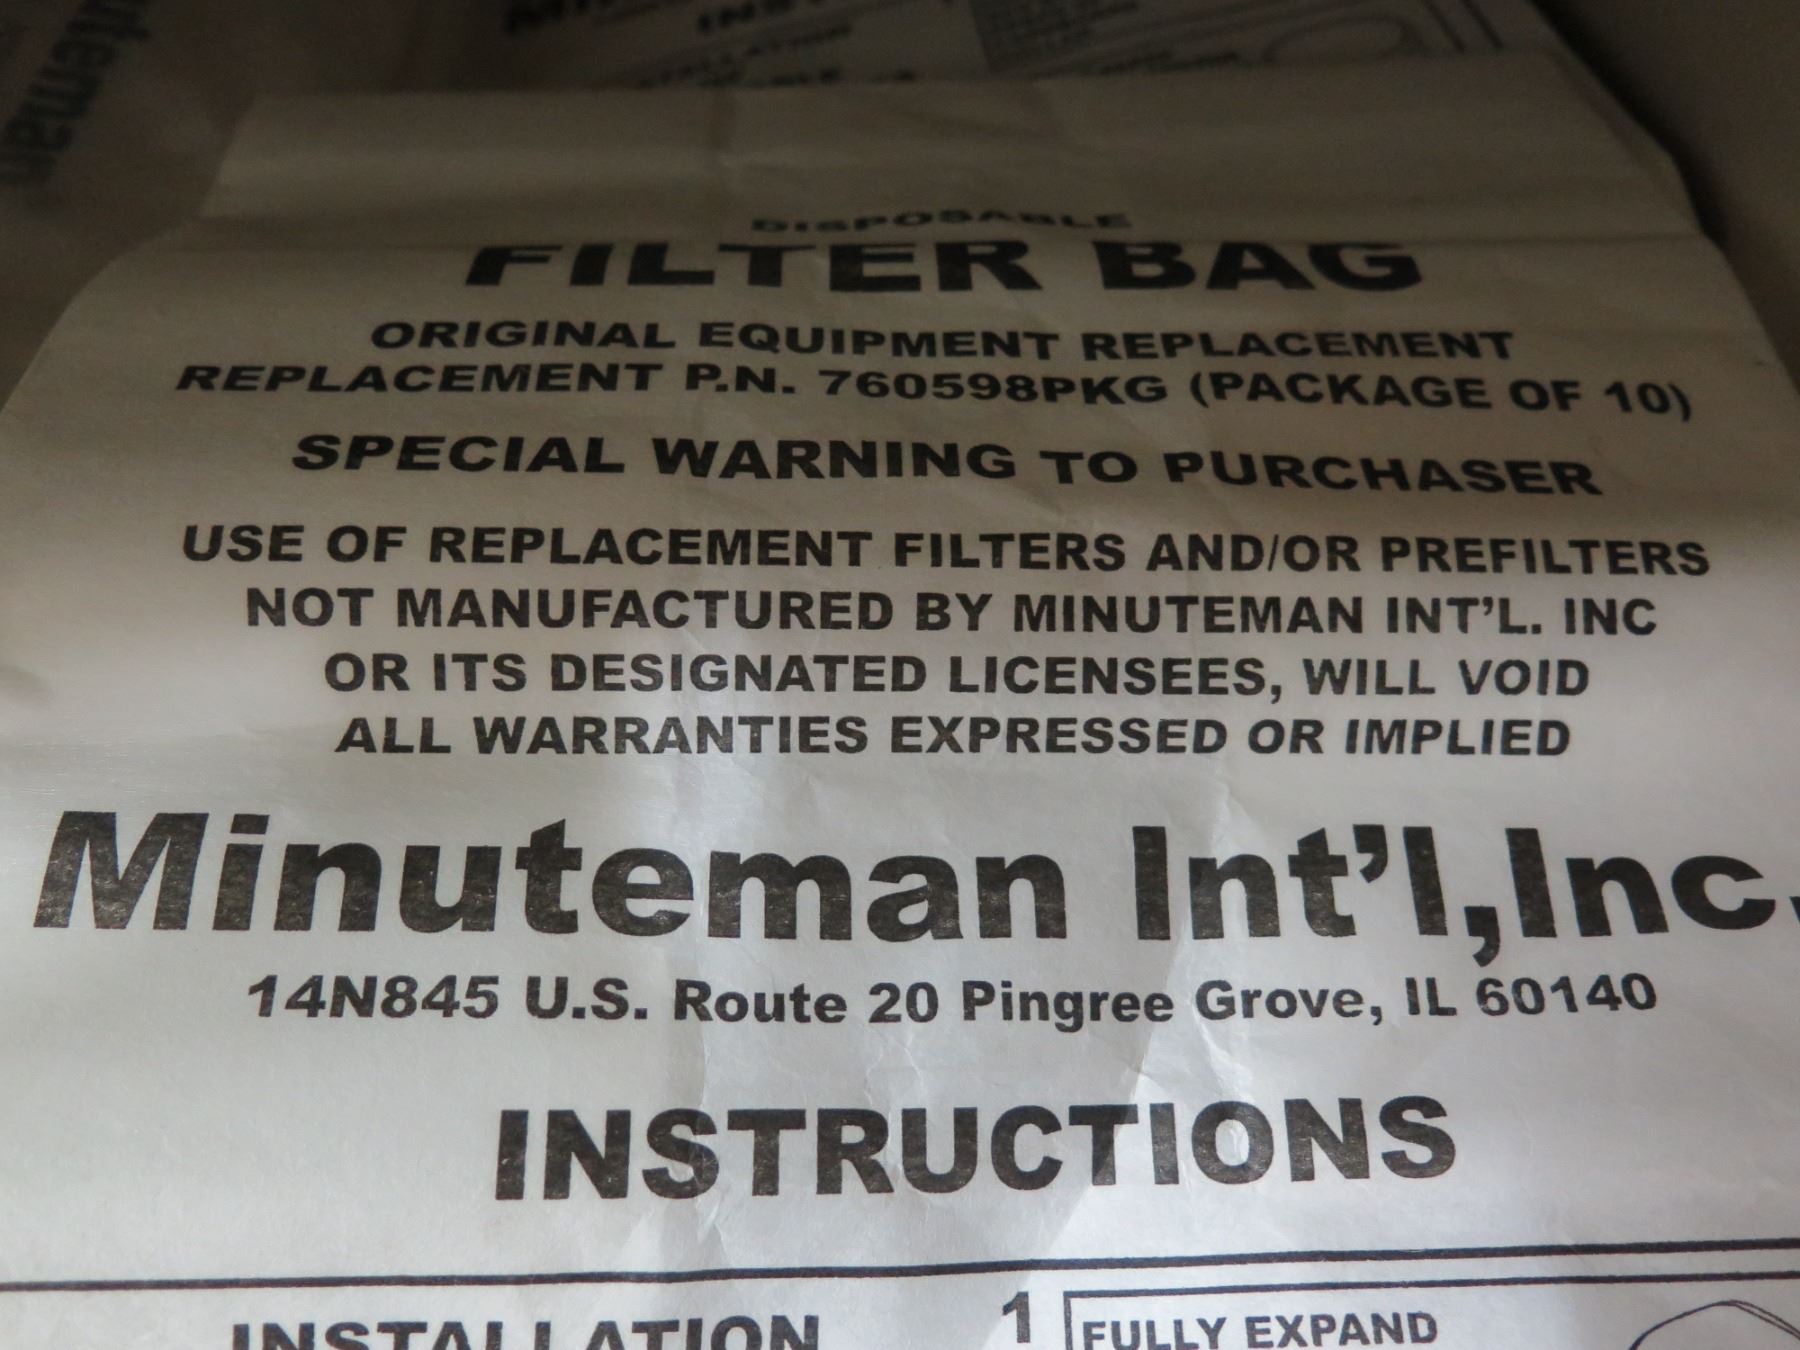 uteman
INST
DISPOSABLE
FILTER BAG
ORIGINAL EQUIPMENT REPLACEMENT
REPLACEMENT P.N. 760598PKG (PACKAGE OF 10)
SPECIAL WARNING TO PURCHASER
USE OF REPLACEMENT FILTERS AND/OR PREFILTERS
NOT MANUFACTURED BY MINUTEMAN INT'L. INC
OR ITS DESIGNATED LICENSEES, WILL VOID
ALL WARRANTIES EXPRESSED OR IMPLIED
Minuteman Int'l,Inc.
14N845 U.S. Route 20 Pingree Grove, IL 60140
INSTRUCTIONS
INSTALLATION
1 FULLY EXPAND